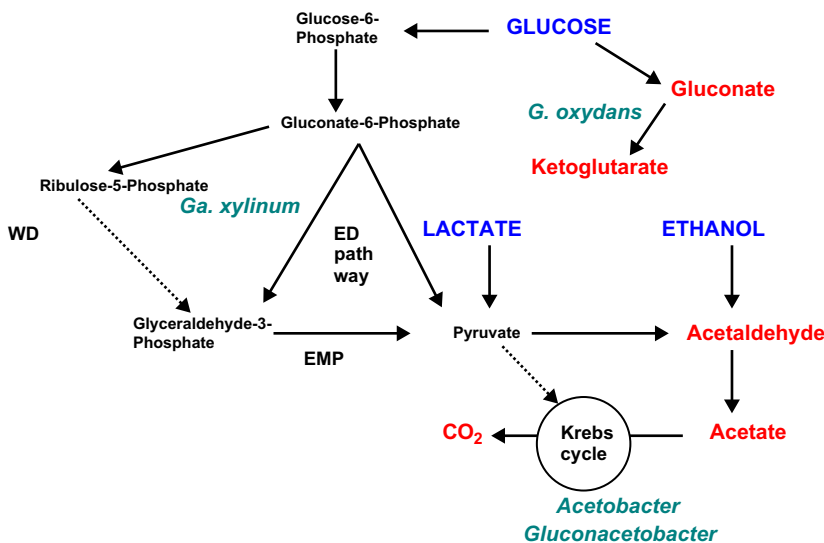 Glucose-6-
Phosphate
GLUCOSE
Gluconate
G. oxydans
Gluconate-6-Phosphate
Ketoglutarate
Ribulose-5-Phosphate
Ga. xylinum
WD
ED
path
way
LACTATE
ETHANOL
Glyceraldehyde-3-
Phosphate
EMP
Pyruvate
Acetaldehyde
CO₂
Krebs
cycle
Acetate
Acetobacter
Gluconacetobacter